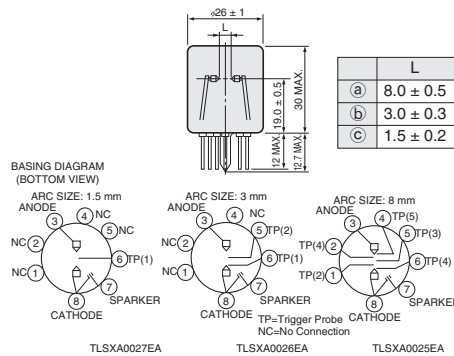 ø26 ± 1
L
19.0 ± 0.5
30 MAX.
12 MAX.
12.7 MAX.
L
ⓐ 8.0 ± 0.5
ⓑ 3.0 ± 0.3
ⓒ 1.5 ± 0.2
BASING DIAGRAM
(BOTTOM VIEW)
ARC SIZE: 1.5 mm
ANODE
3
4 NC
5 NC
NC 2
6 TP(1)
NC 1
7
SPARKER
8
CATHODE
TLSXA0027EA
ARC SIZE: 3 mm
ANODE
3
4 NC
5 TP(2)
NC 2
6 TP(1)
NC 1
7
SPARKER
8
CATHODE
TP=Trigger Probe
NC=No Connection
TLSXA0026EA
ARC SIZE: 8 mm
ANODE
3
4 TP(5)
5 TP(3)
TP(4) 2
6 TP(4)
TP(2) 1
7
SPARKER
8
CATHODE
TLSXA0025EA